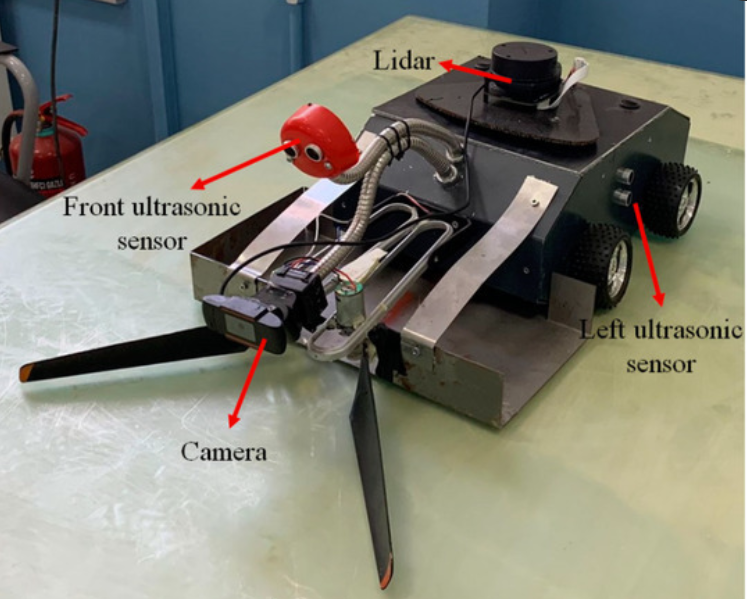 Lidar
Front ultrasonic
sensor
Left ultrasonic
sensor
Camera